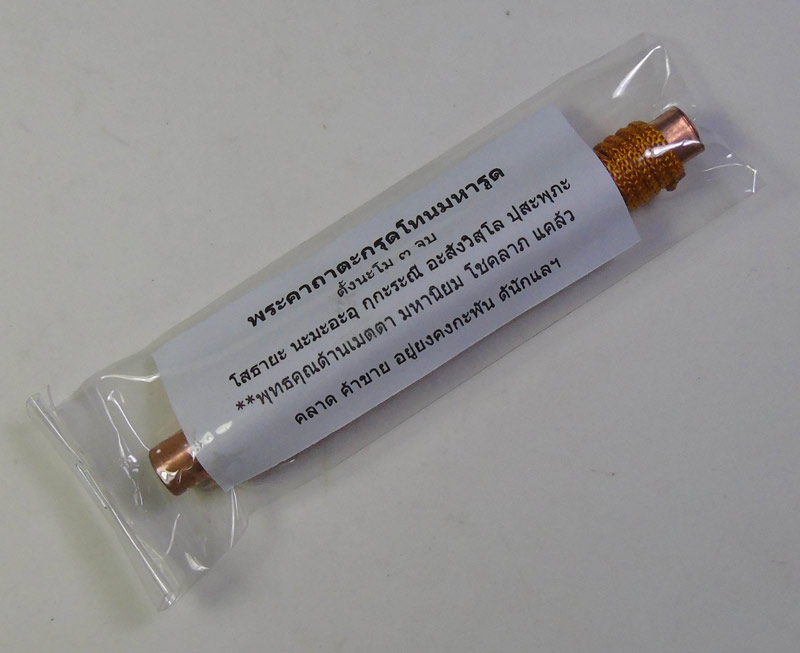 พระคาถาตะกรุดโทนมหารูด
ตั้งนะโม ๓ จบ
โสธายะ นะมะอะอุ กุกะระณี อะสังวิสุโล ปุสะพุภะ
**พุทธคุณด้านเมตตา มหานิยม โชคลาภ แคล้ว
คลาด ค้าขาย อยู่ยงคงกะพัน ดีนักแลฯ